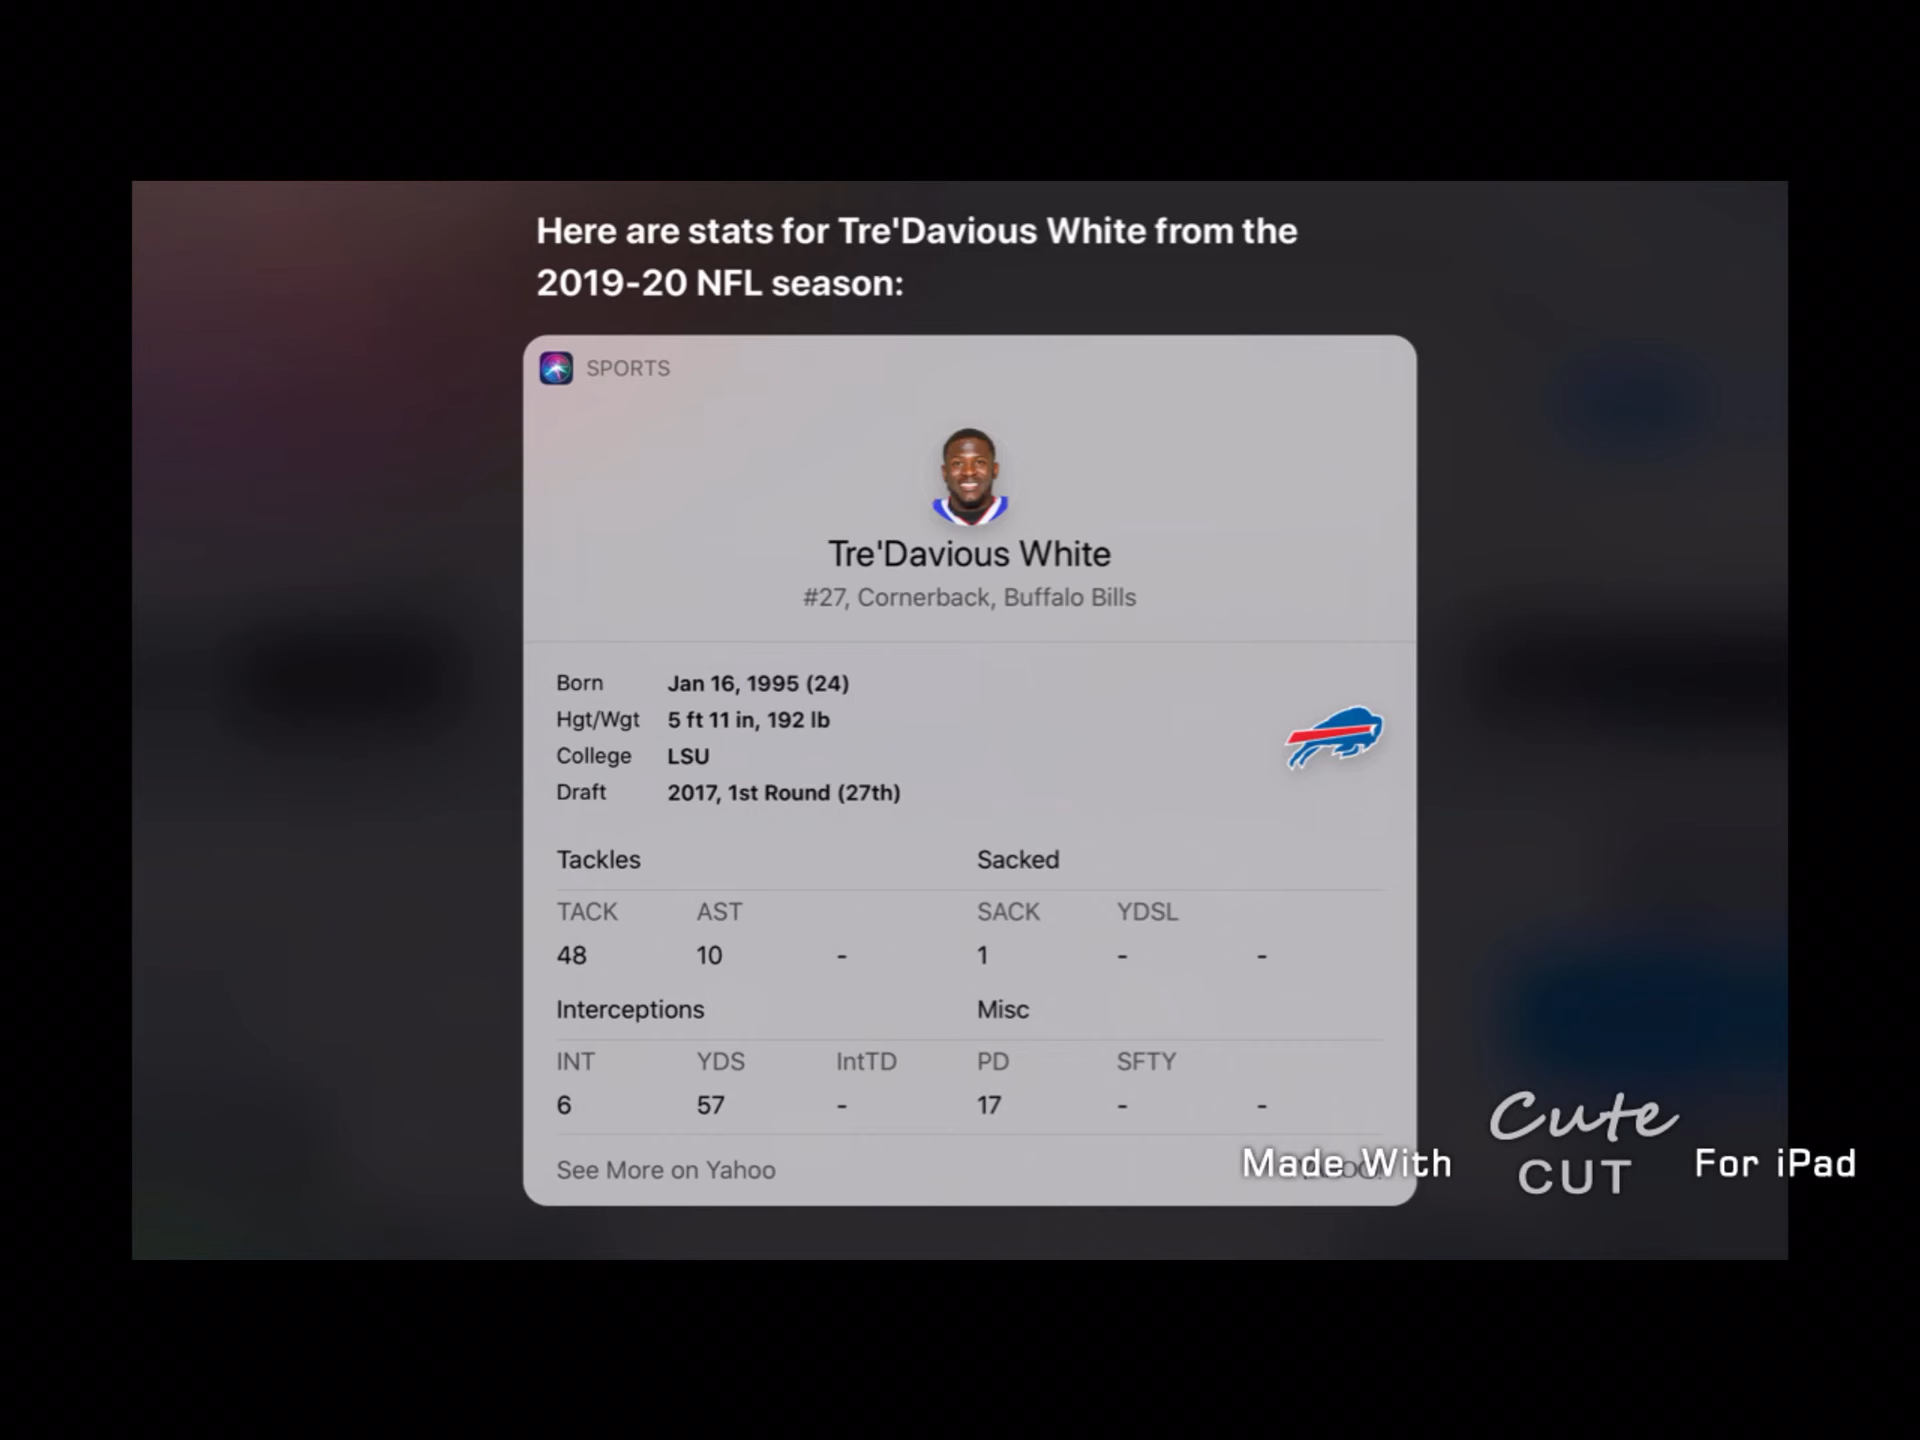 Here are stats for Tre'Davious White from the
2019-20 NFL season:
SPORTS
Tre'Davious White
#27, Cornerback, Buffalo Bills
Born Jan 16, 1995 (24)
Hgt/Wgt 5 ft 11 in, 192 lb
College LSU
Draft 2017, 1st Round (27th)
Tackles Sacked
TACK AST SACK YDSL
48 10 - 1 - -
Interceptions Misc
INT YDS IntTD PD SFTY
6 57 - 17 - -
See More on Yahoo
Made With Cute CUT For iPad